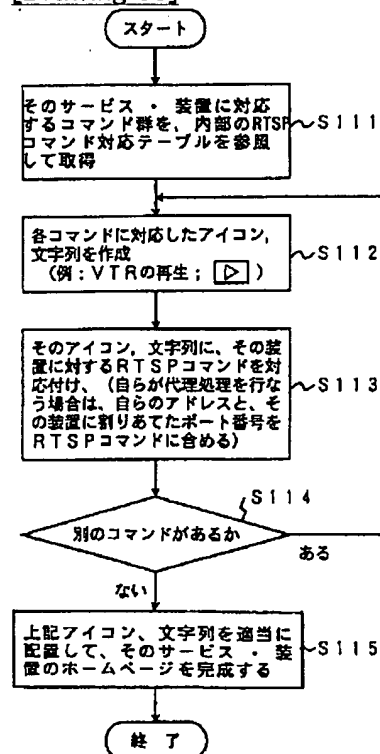 スタート
そのサービス・装置に対応
するコマンド群を、内部のRTSP
コマンド対応テーブルを参照
して取得
S111
各コマンドに対応したアイコン,
文字列を作成
(例:VTRの再生; ▷ )
S112
そのアイコン,文字列に、その装
置に対するRTSPコマンドを対
応付け、(自らが代理処理を行な
う場合は、自らのアドレスと、そ
の装置に割りあてたポート番号を
RTSPコマンドに含める)
S113
S114
別のコマンドがあるか
ある
ない
上記アイコン、文字列を適当に
配置して、そのサービス・装
置のホームページを完成する
S115
終了